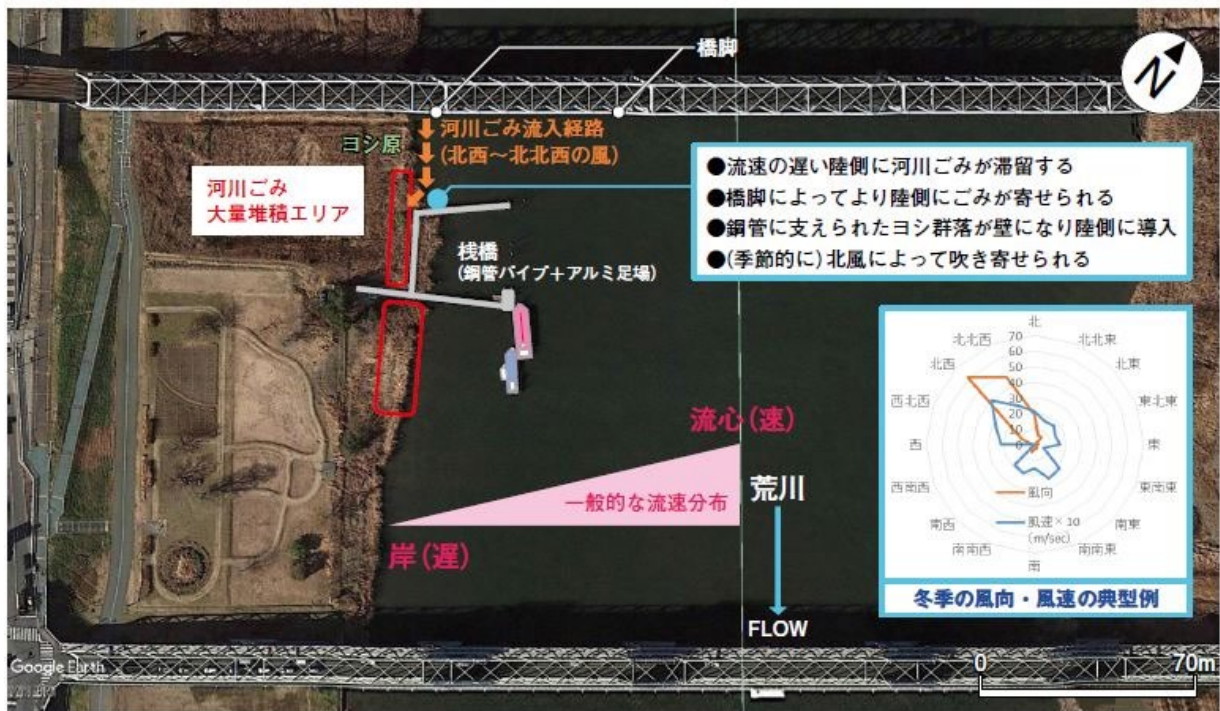 橋脚
N
河川ごみ流入経路
(北西～北北西の風)
ヨシ原
河川ごみ
大量堆積エリア
●流速の遅い陸側に河川ごみが滞留する
●橋脚によってより陸側にごみが寄せられる
●鋼管に支えられたヨシ群落が壁になり陸側に導入
●(季節的に)北風によって吹き寄せられる
桟橋
(鋼管パイプ＋アルミ足場)
流心(速)
一般的な流速分布
岸(遅)
荒川
FLOW
北
北北東
北東
東北東
東
東南東
南東
南南東
南
南南西
南西
西南西
西
西北西
北西
北北西
70
60
50
40
30
20
10
0
風向
風速×10
(m/sec)
冬季の風向・風速の典型例
Google Earth
0 70m